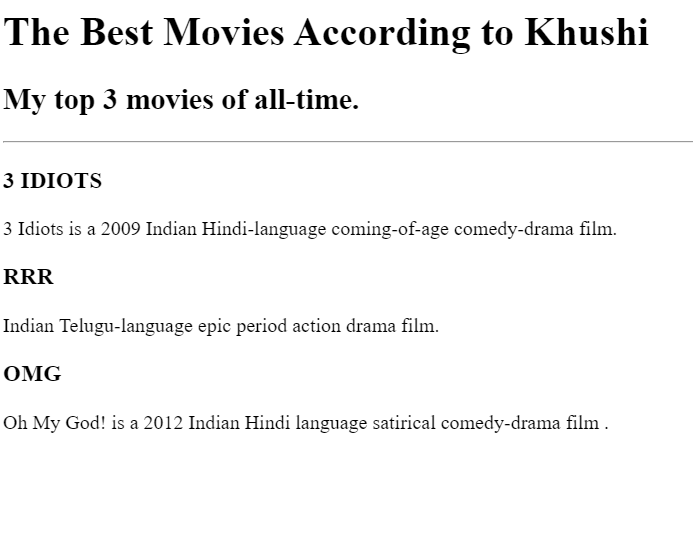 The Best Movies According to Khushi
My top 3 movies of all-time.
3 IDIOTS
3 Idiots is a 2009 Indian Hindi-language coming-of-age comedy-drama film.
RRR
Indian Telugu-language epic period action drama film.
OMG
Oh My God! is a 2012 Indian Hindi language satirical comedy-drama film .